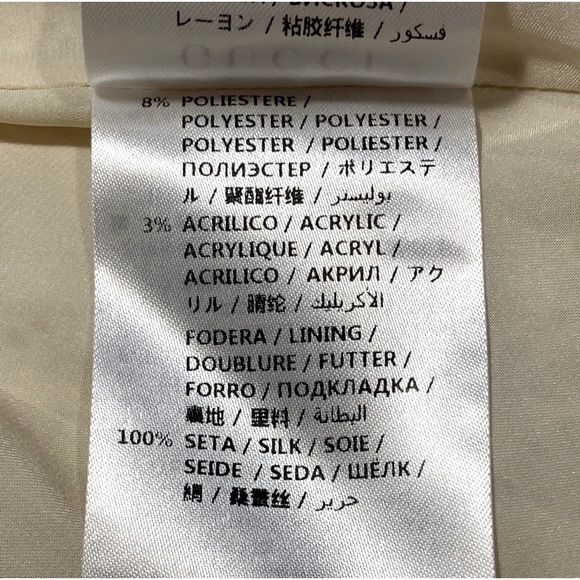 ВИСКОЗА /
レーヨン / 粘胶纤维 / فسكور /
GUCCI
8% POLIESTERE /
POLYESTER / POLYESTER /
POLYESTER / POLIESTER /
ПОЛИЭСТЕР / ポリエステ
ル / 聚酯纤维 / بوليستر /
3% ACRILICO / ACRYLIC /
ACRYLIQUE / ACRYL /
ACRILICO / АКРИЛ / アク
リル / 腈纶 / الأكريليك /
FODERA / LINING /
DOUBLURE / FUTTER /
FORRO / ПОДКЛАДКА /
裏地 / 里料 / البطانة /
100% SETA / SILK / SOIE /
SEIDE / SEDA / ШЁЛК /
絹 / 桑蚕丝 / حرير /